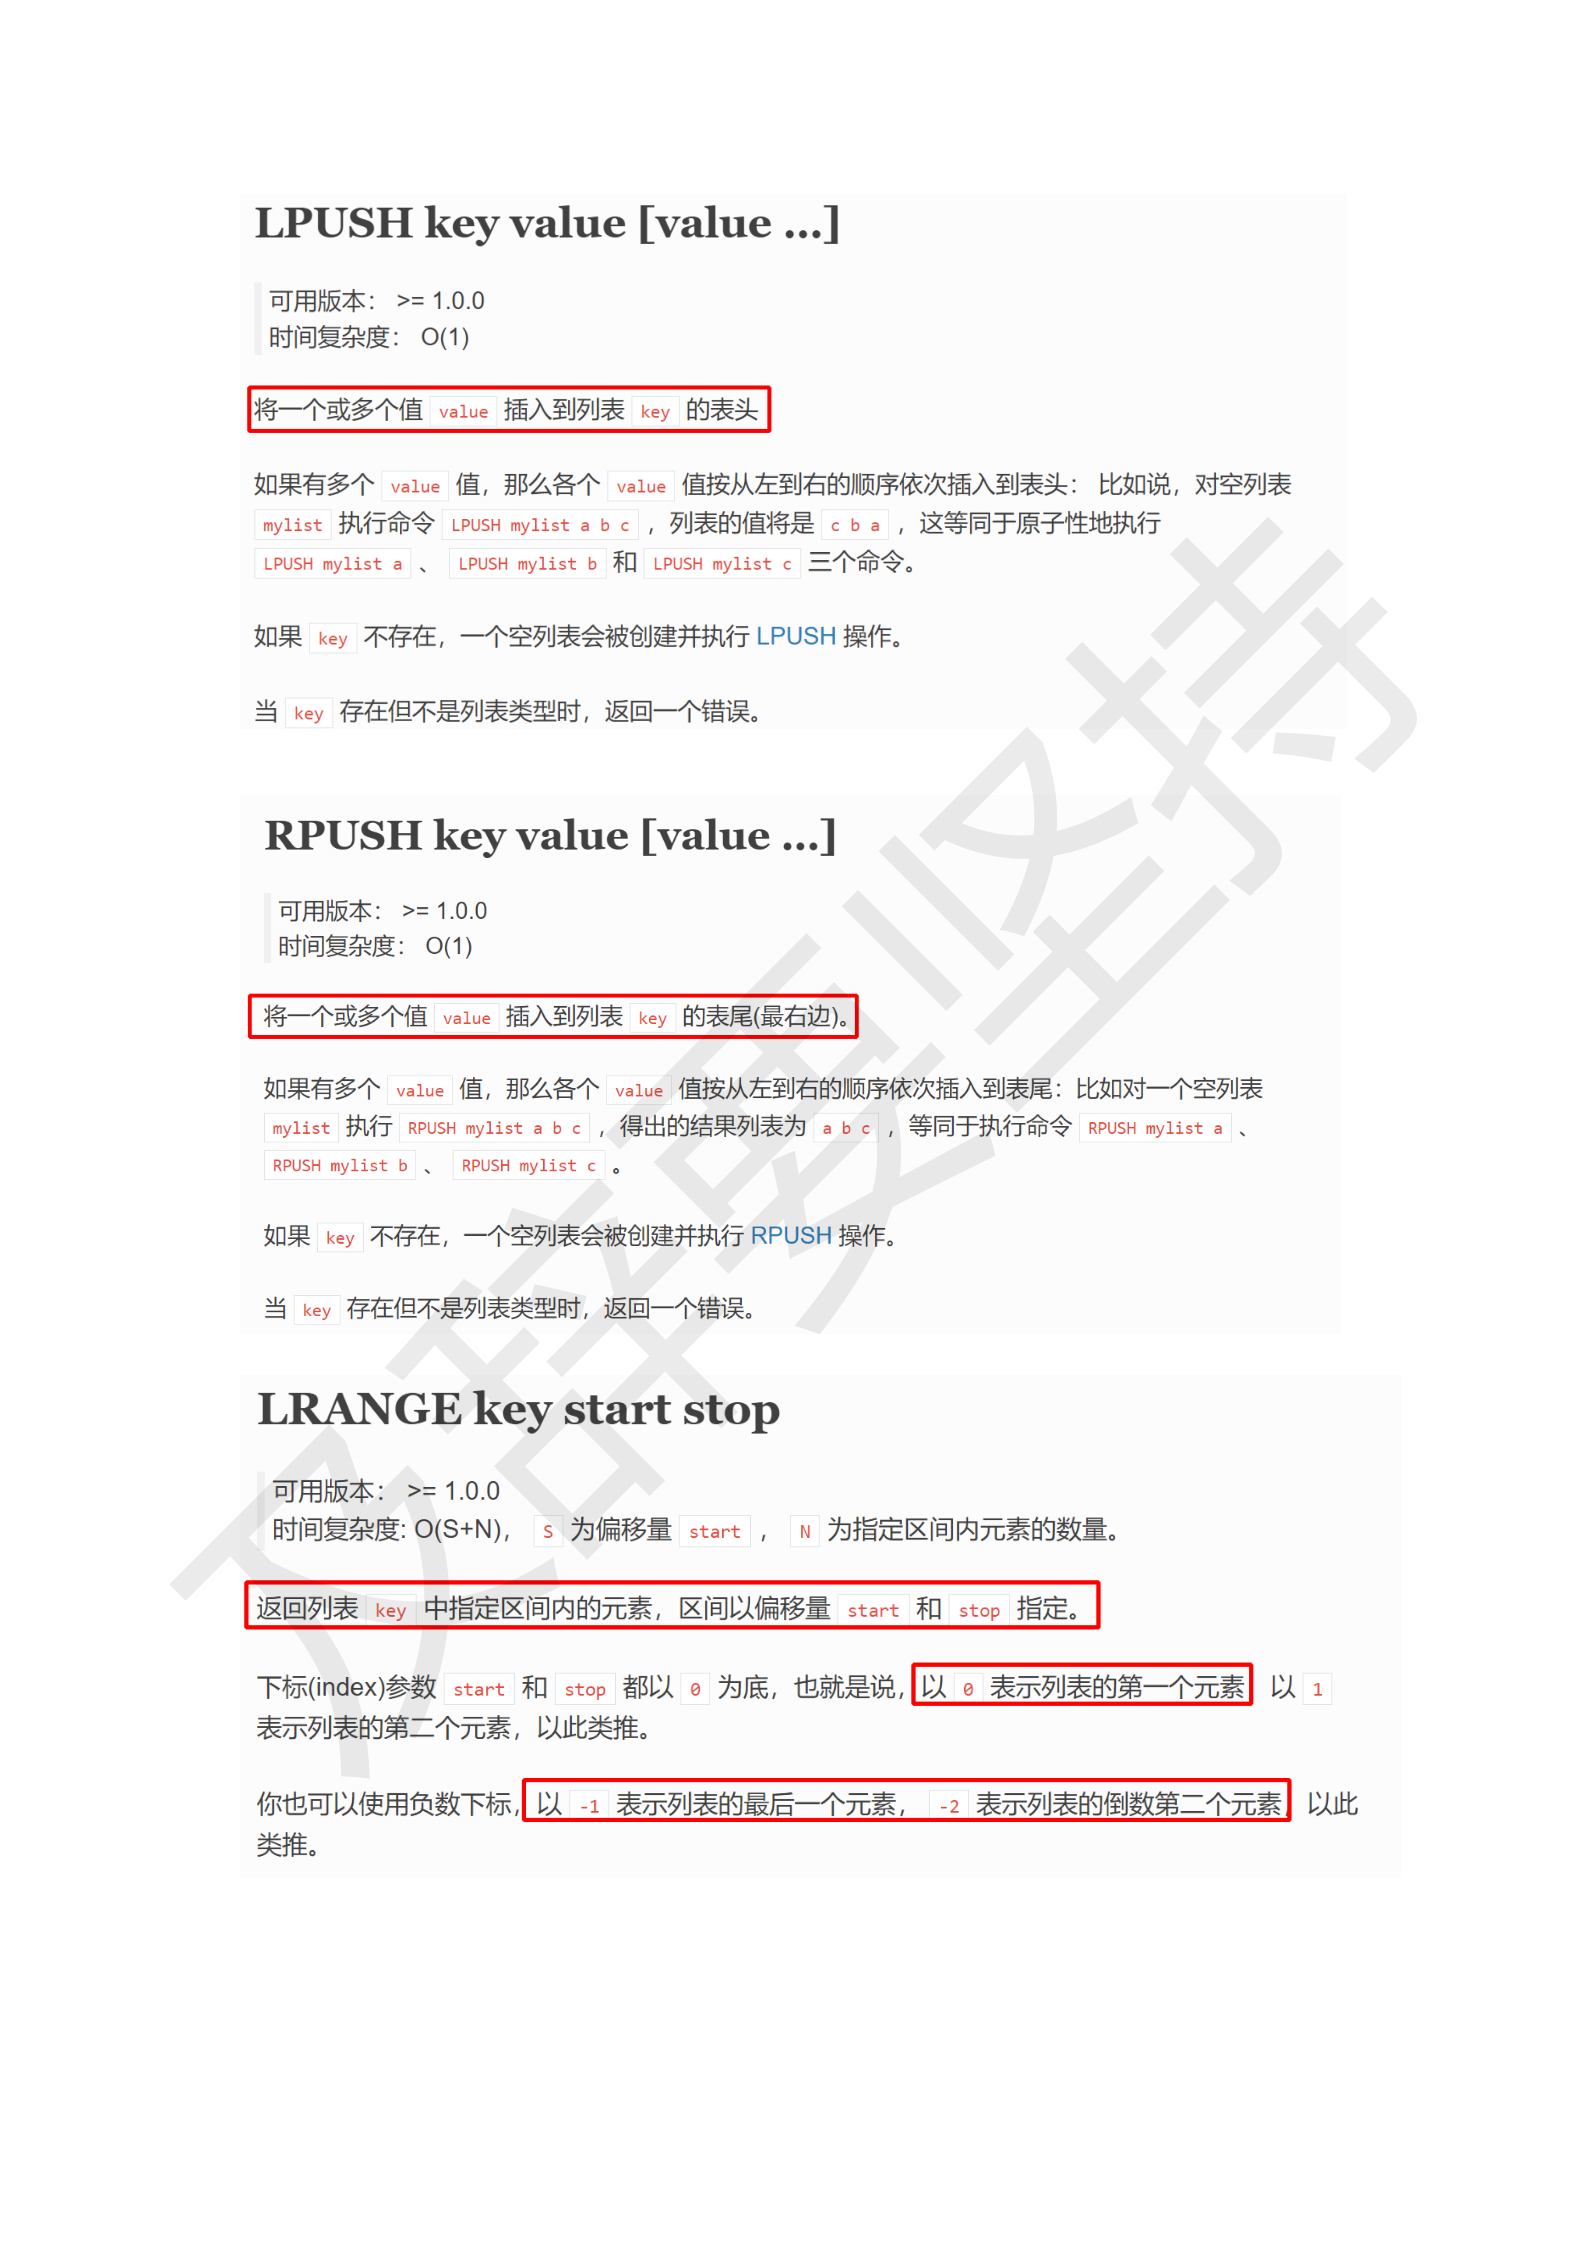 LPUSH key value [value ...]
可用版本： >= 1.0.0
时间复杂度： O(1)
将一个或多个值 value 插入到列表 key 的表头
如果有多个 value 值，那么各个 value 值按从左到右的顺序依次插入到表头： 比如说，对空列表
mylist 执行命令 LPUSH mylist a b c ，列表的值将是 c b a ，这等同于原子性地执行
LPUSH mylist a 、 LPUSH mylist b 和 LPUSH mylist c 三个命令。
如果 key 不存在，一个空列表会被创建并执行 LPUSH 操作。
当 key 存在但不是列表类型时，返回一个错误。
RPUSH key value [value ...]
可用版本： >= 1.0.0
时间复杂度： O(1)
将一个或多个值 value 插入到列表 key 的表尾(最右边)。
如果有多个 value 值，那么各个 value 值按从左到右的顺序依次插入到表尾：比如对一个空列表
mylist 执行 RPUSH mylist a b c ，得出的结果列表为 a b c ，等同于执行命令 RPUSH mylist a 、
RPUSH mylist b 、 RPUSH mylist c 。
如果 key 不存在，一个空列表会被创建并执行 RPUSH 操作。
当 key 存在但不是列表类型时，返回一个错误。
LRANGE key start stop
可用版本： >= 1.0.0
时间复杂度: O(S+N)， S 为偏移量 start ， N 为指定区间内元素的数量。
返回列表 key 中指定区间内的元素，区间以偏移量 start 和 stop 指定。
下标(index)参数 start 和 stop 都以 0 为底，也就是说，以 0 表示列表的第一个元素 以 1
表示列表的第二个元素，以此类推。
你也可以使用负数下标，以 -1 表示列表的最后一个元素， -2 表示列表的倒数第二个元素，以此
类推。
及辞要坚持